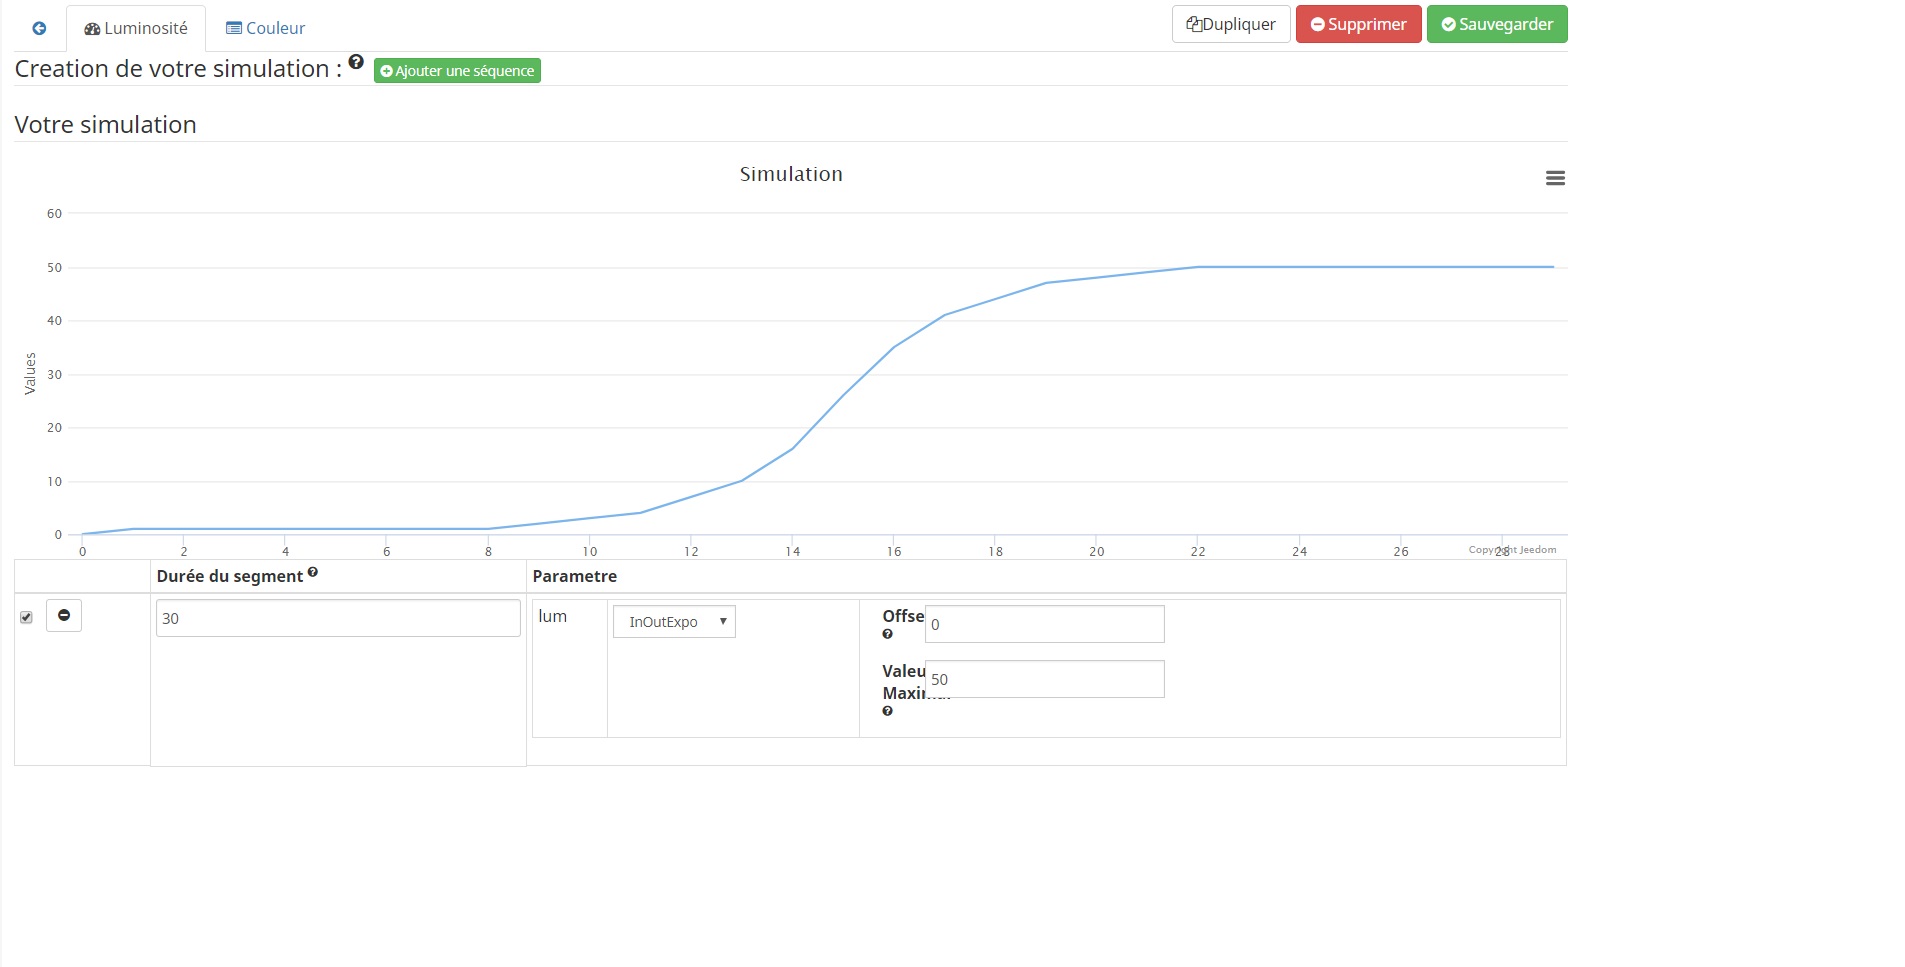 Luminosité Couleur Dupliquer Supprimer Sauvegarder
Creation de votre simulation : Ajouter une séquence
Votre simulation
Simulation
60
50
40
30
20
10
0
Values
0 2 4 6 8 10 12 14 16 18 20 22 24 26 28
Copyright Jeedom
Durée du segment Parametre
30 lum InOutExpo Offse 0
Valeu 50